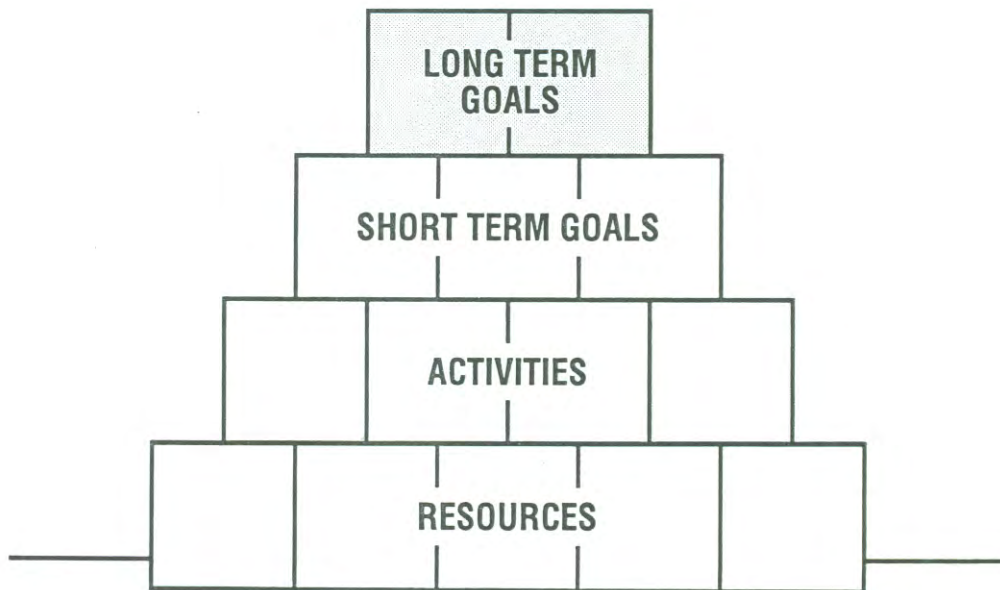 LONG TERM
GOALS
SHORT TERM GOALS
ACTIVITIES
RESOURCES